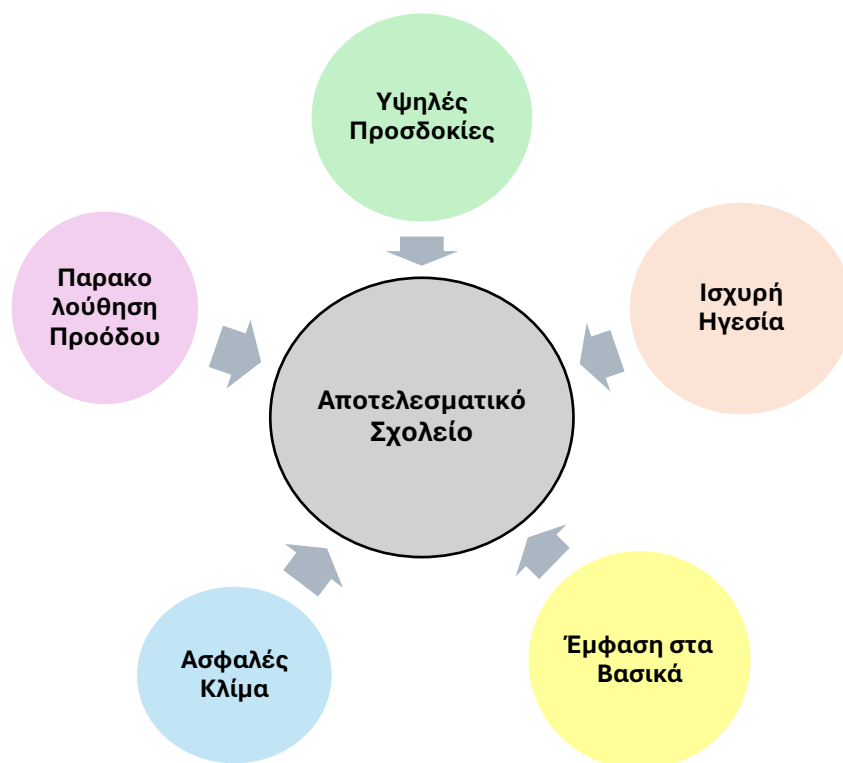 Υψηλές
Προσδοκίες
Παρακο
λούθηση
Προόδου
Ισχυρή
Ηγεσία
Αποτελεσματικό
Σχολείο
Ασφαλές
Κλίμα
Έμφαση στα
Βασικά